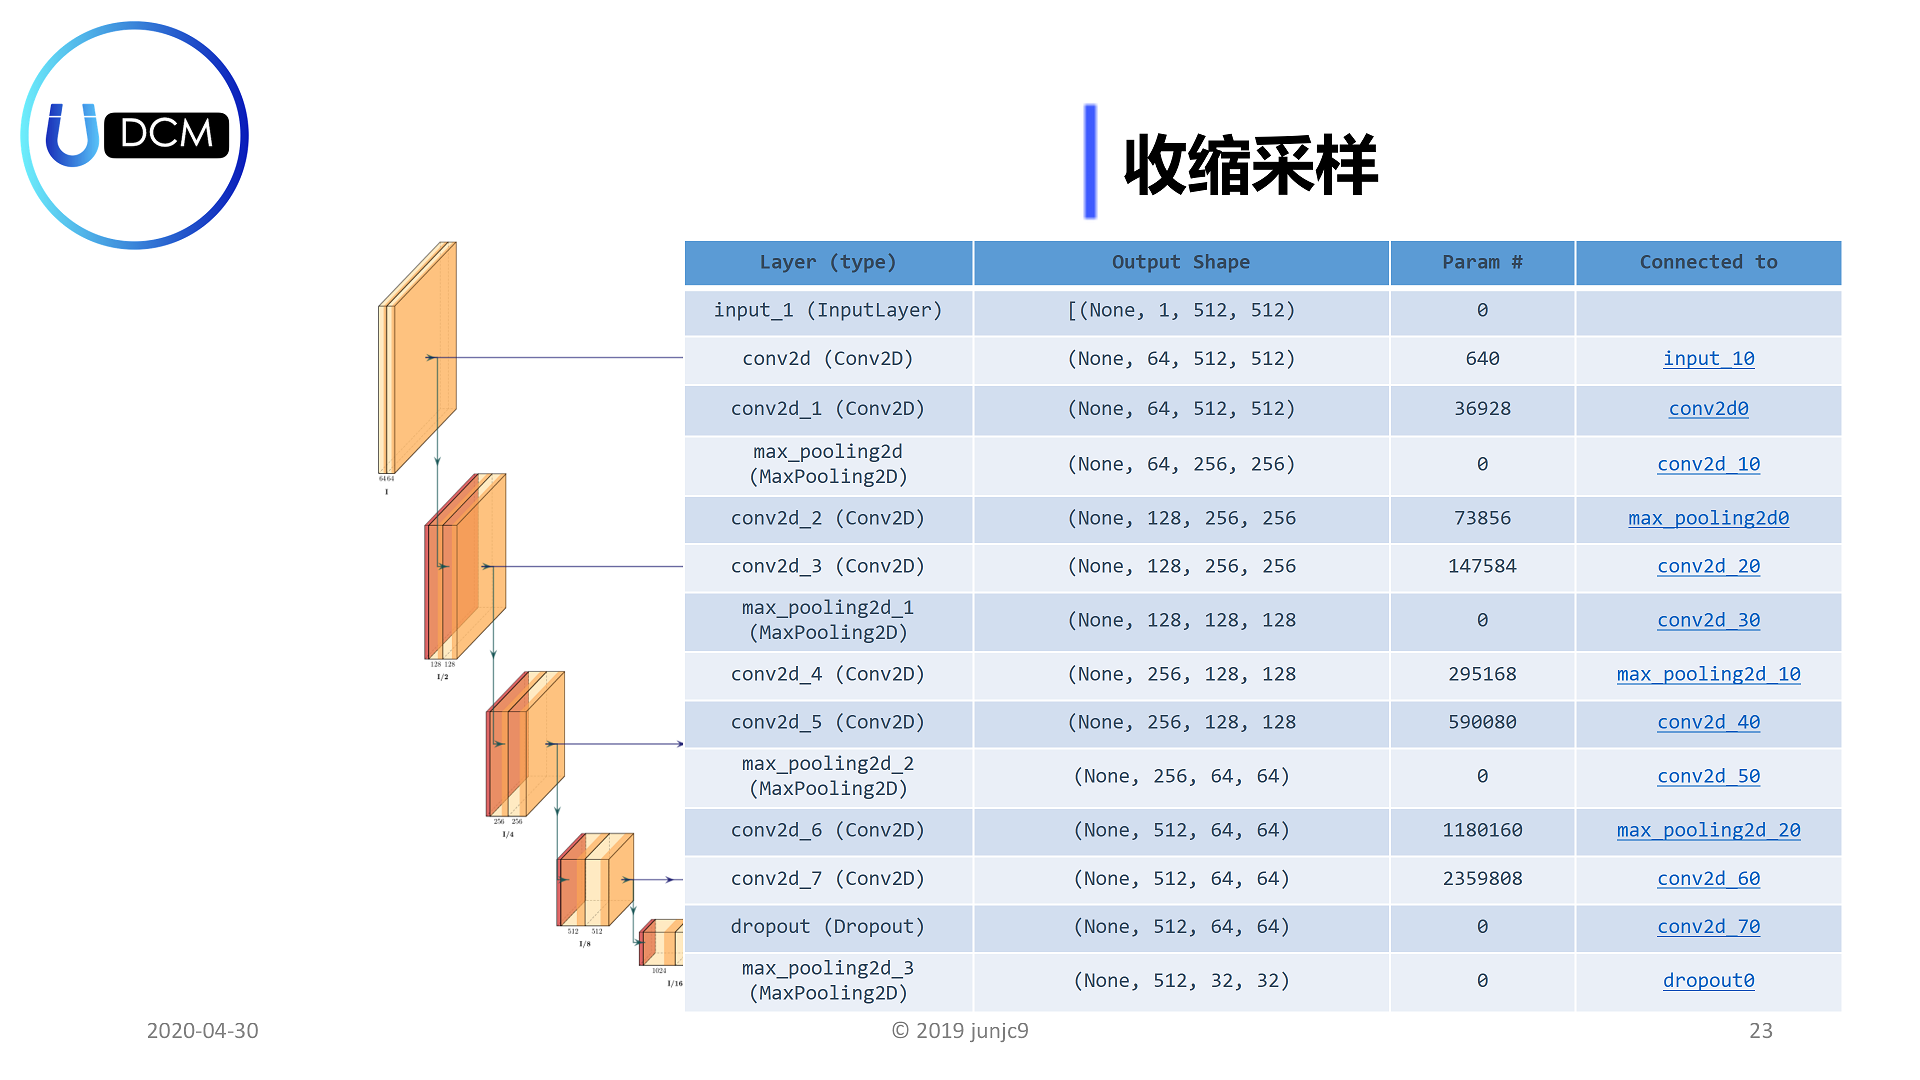 DCM
收缩采样
Layer (type) Output Shape Param # Connected to
input_1 (InputLayer) [(None, 1, 512, 512) 0
conv2d (Conv2D) (None, 64, 512, 512) 640 input_10
conv2d_1 (Conv2D) (None, 64, 512, 512) 36928 conv2d0
max_pooling2d
(MaxPooling2D) (None, 64, 256, 256) 0 conv2d_10
conv2d_2 (Conv2D) (None, 128, 256, 256 73856 max_pooling2d0
conv2d_3 (Conv2D) (None, 128, 256, 256 147584 conv2d_20
max_pooling2d_1
(MaxPooling2D) (None, 128, 128, 128 0 conv2d_30
conv2d_4 (Conv2D) (None, 256, 128, 128 295168 max_pooling2d_10
conv2d_5 (Conv2D) (None, 256, 128, 128 590080 conv2d_40
max_pooling2d_2
(MaxPooling2D) (None, 256, 64, 64) 0 conv2d_50
conv2d_6 (Conv2D) (None, 512, 64, 64) 1180160 max_pooling2d_20
conv2d_7 (Conv2D) (None, 512, 64, 64) 2359808 conv2d_60
dropout (Dropout) (None, 512, 64, 64) 0 conv2d_70
max_pooling2d_3
(MaxPooling2D) (None, 512, 32, 32) 0 dropout0
64 64
I
128 128
I/2
256 256
I/4
512 512
I/8
1024
I/16
2020-04-30 © 2019 junjc9 23